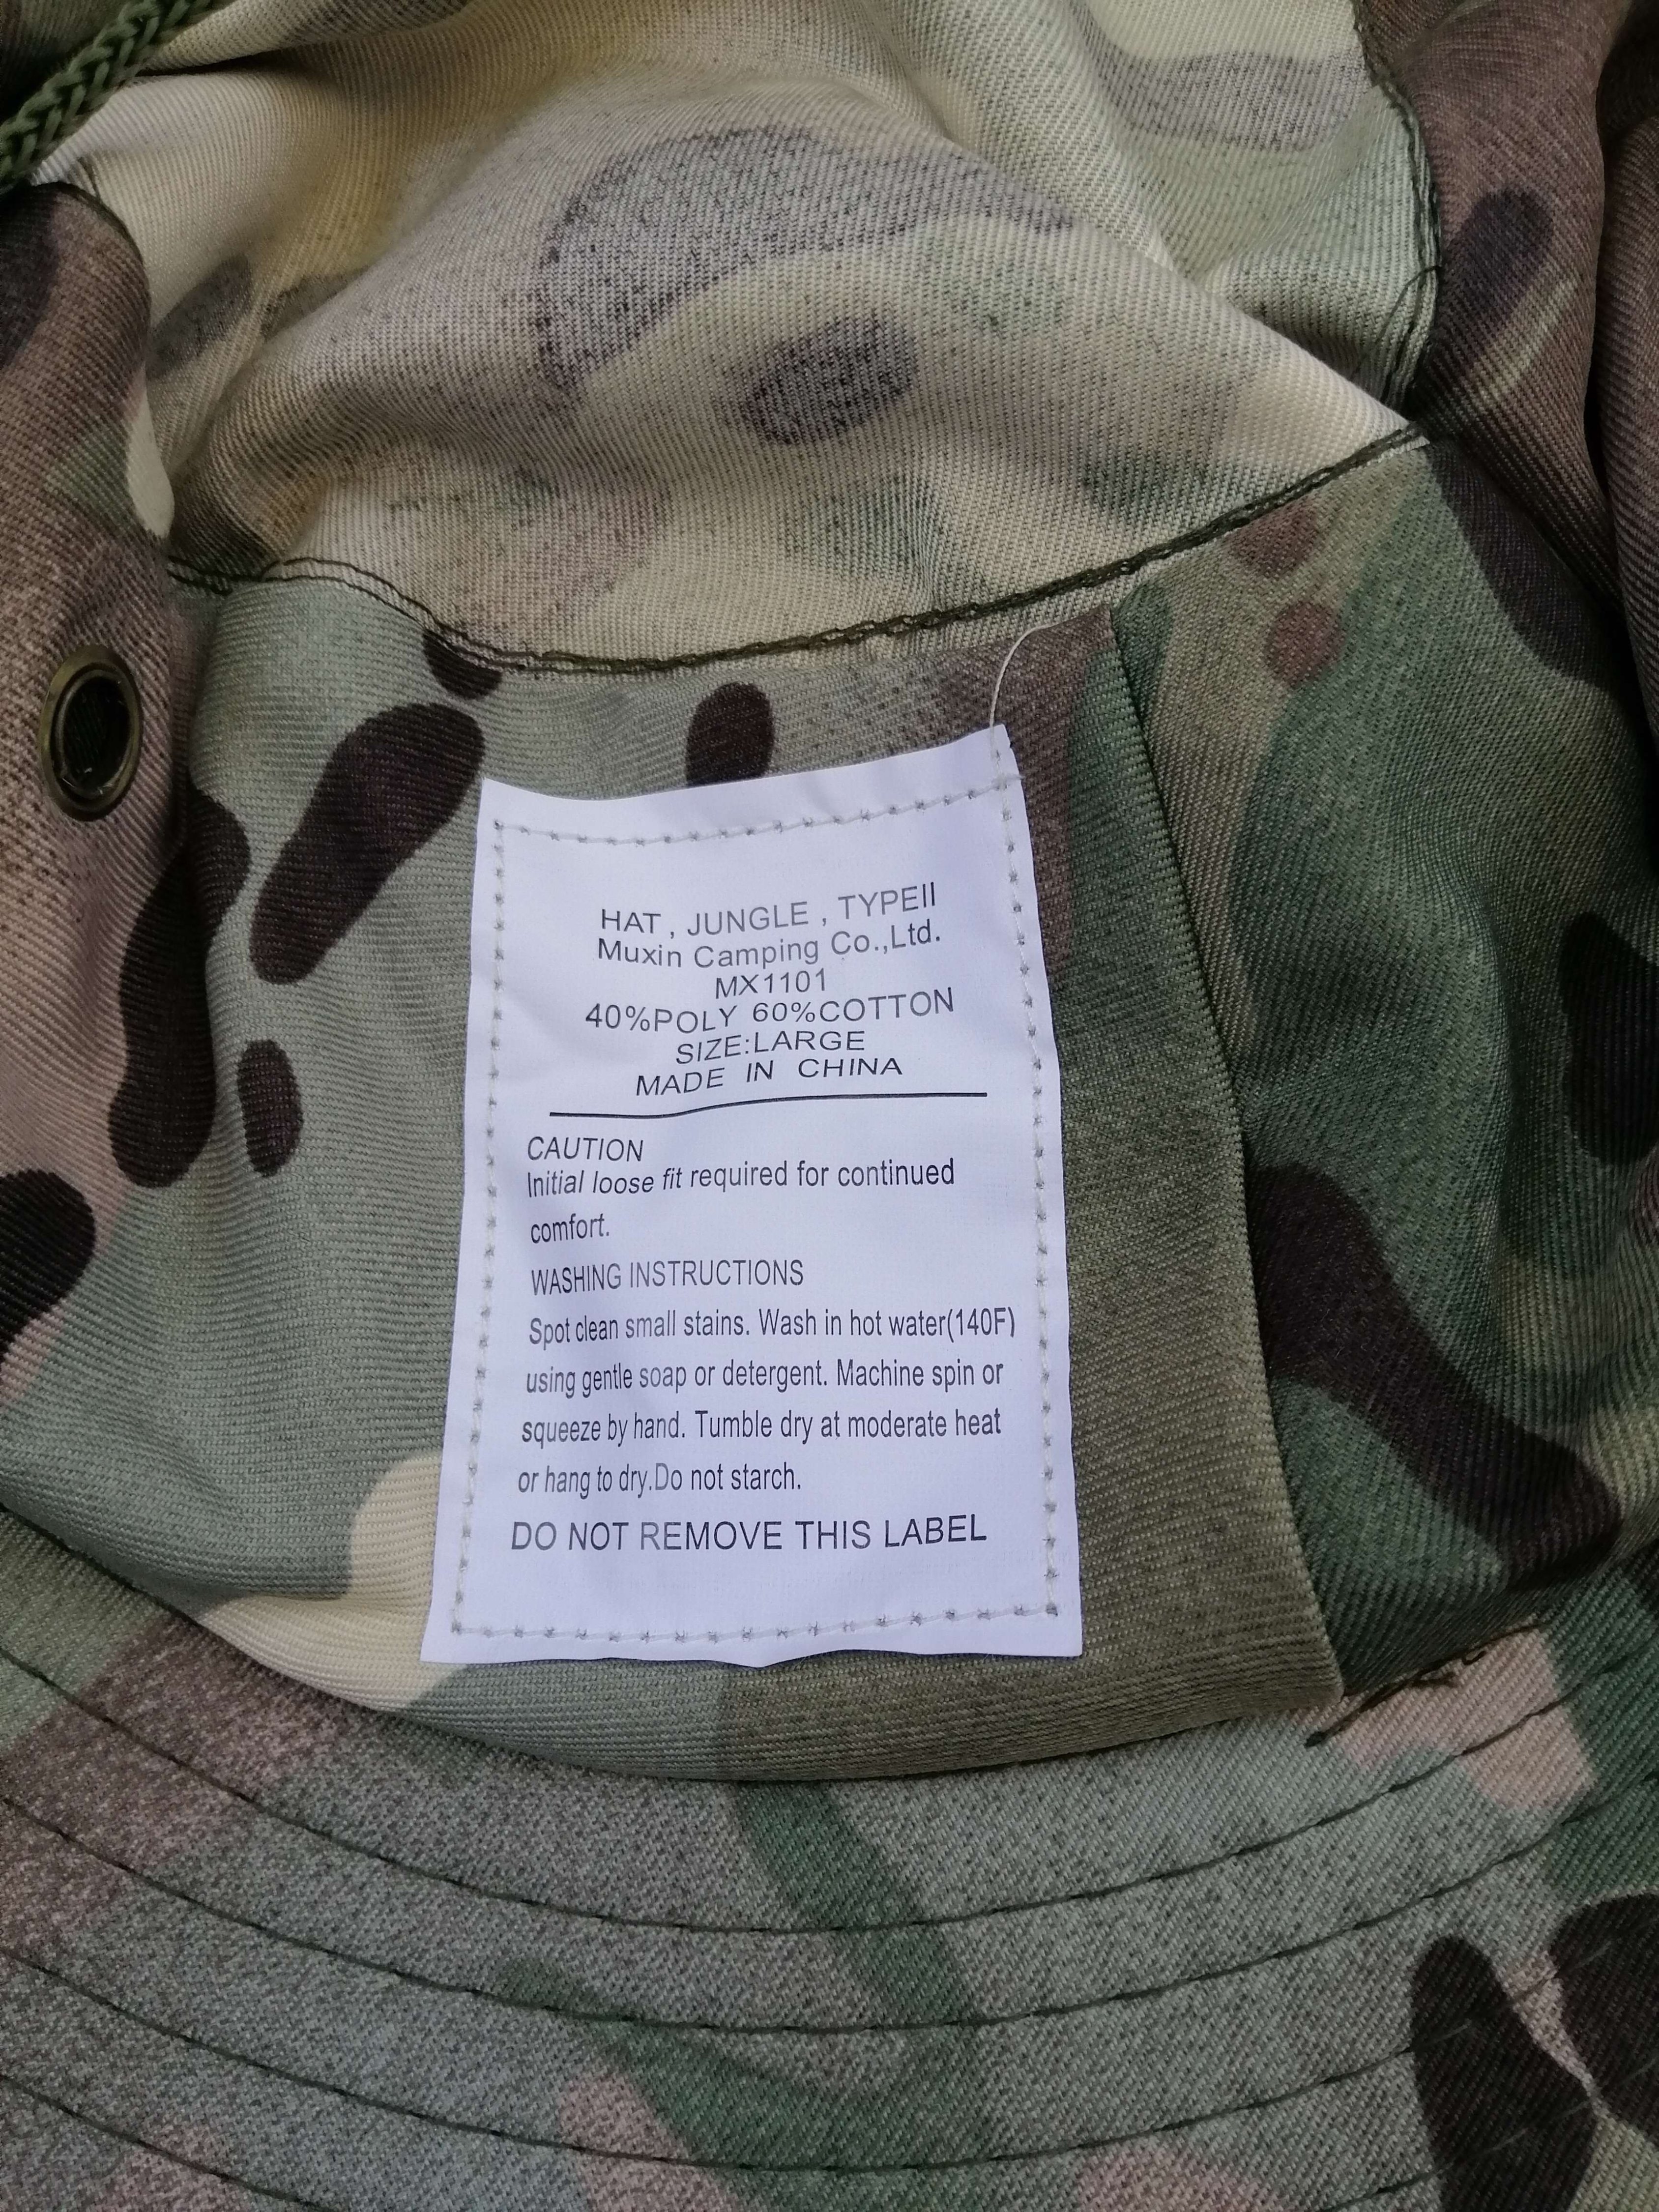 HAT , JUNGLE , TYPEII
Muxin Camping Co.,Ltd.
MX1101
40%POLY 60%COTTON
SIZE:LARGE
MADE IN CHINA
CAUTION
Initial loose fit required for continued
comfort.
WASHING INSTRUCTIONS
Spot clean small stains. Wash in hot water(140F)
using gentle soap or detergent. Machine spin or
squeeze by hand. Tumble dry at moderate heat
or hang to dry.Do not starch.
DO NOT REMOVE THIS LABEL